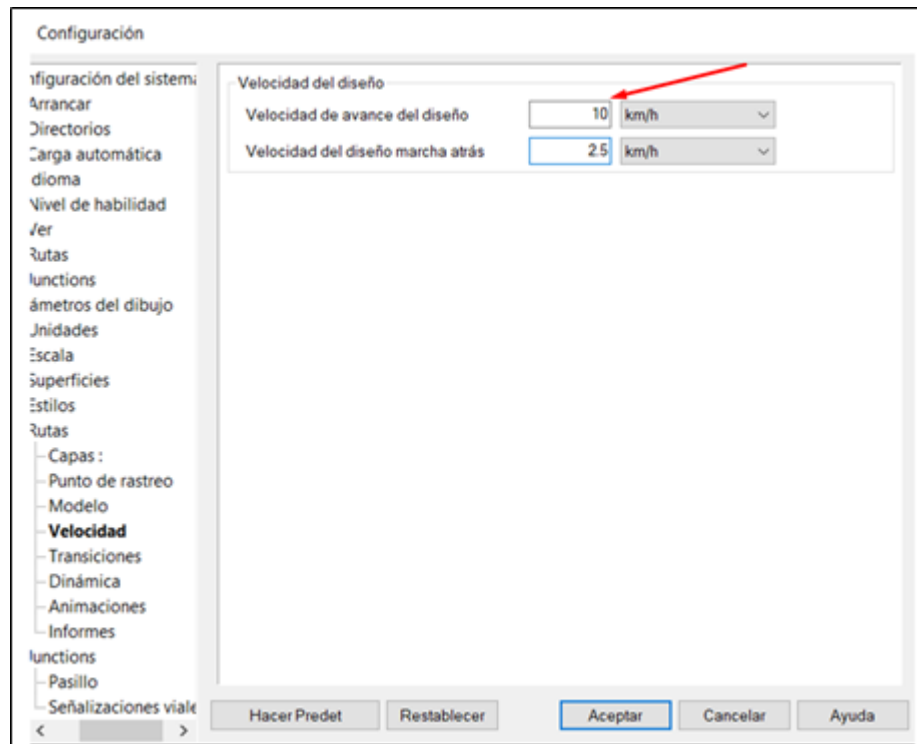 Configuración
nfiguración del sistema
Arrancar
Directorios
Carga automática
dioma
Nivel de habilidad
Ver
Rutas
Junctions
ámetros del dibujo
Unidades
Escala
Superficies
Estilos
Rutas
Capas :
Punto de rastreo
Modelo
Velocidad
Transiciones
Dinámica
Animaciones
Informes
Junctions
Pasillo
Señalizaciones viale
Velocidad del diseño
Velocidad de avance del diseño 10 km/h
Velocidad del diseño marcha atrás 2.5 km/h
Hacer Predet Restablecer Aceptar Cancelar Ayuda